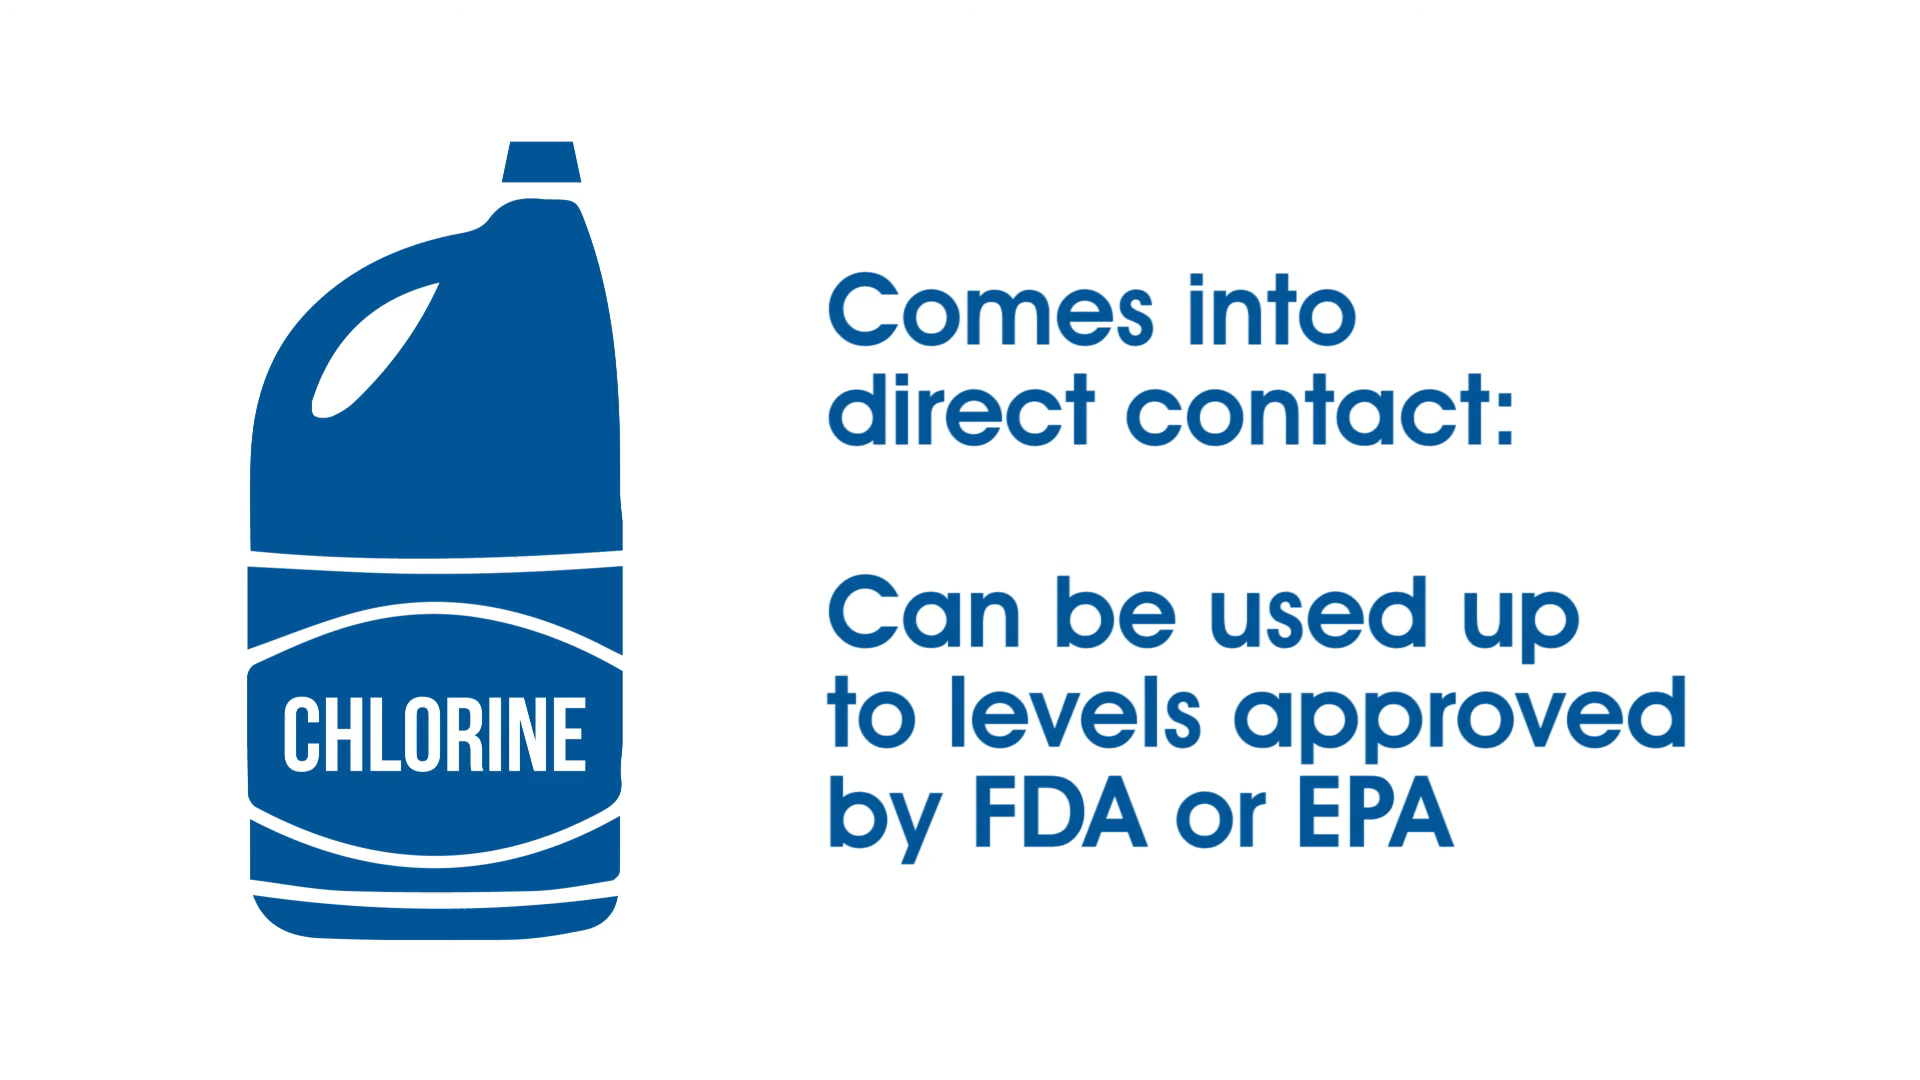 CHLORINE
Comes into
direct contact:
Can be used up
to levels approved
by FDA or EPA